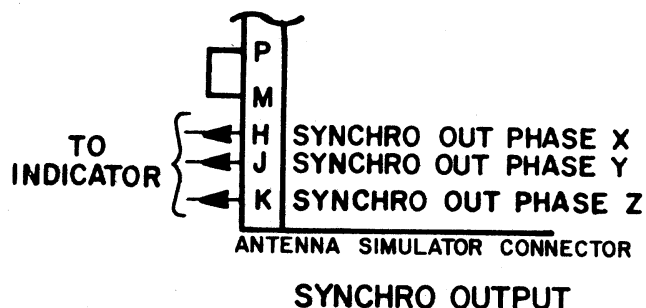 P
M
H SYNCHRO OUT PHASE X
J SYNCHRO OUT PHASE Y
K SYNCHRO OUT PHASE Z
TO
INDICATOR
ANTENNA SIMULATOR CONNECTOR
SYNCHRO OUTPUT